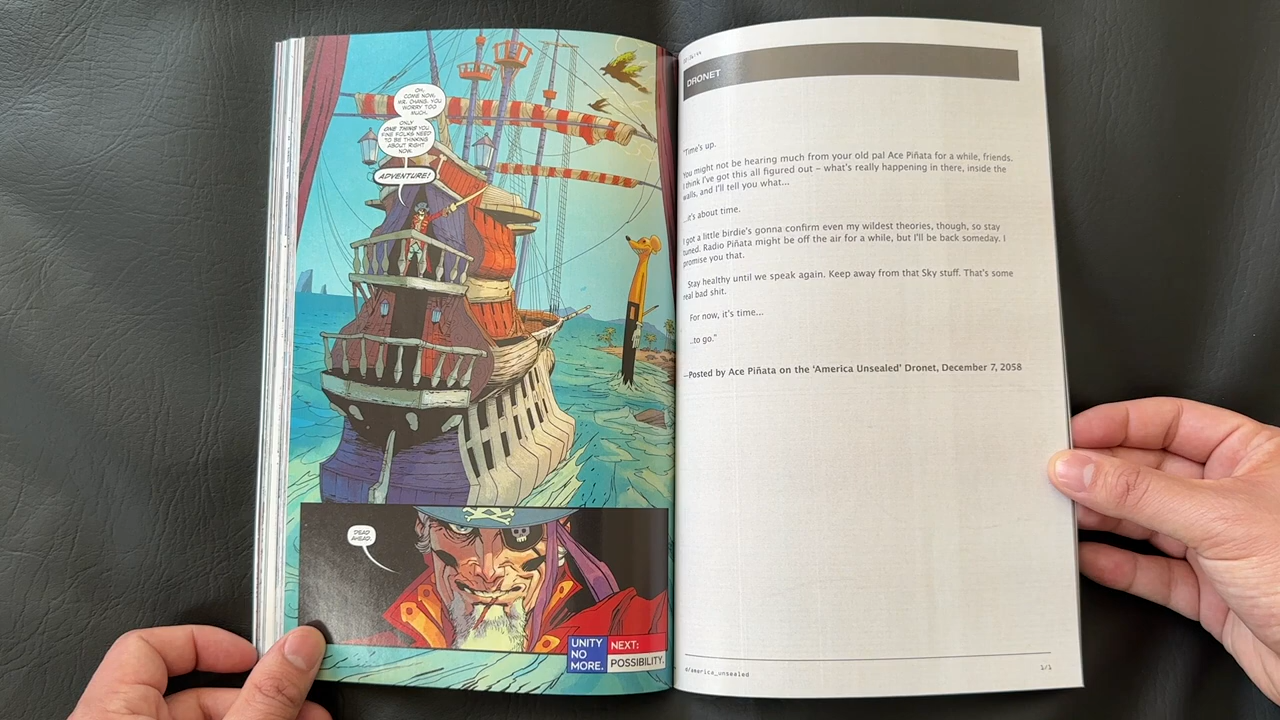 OH,
COME NOW,
MR. CHANG. YOU
WORRY TOO
MUCH.
ONLY
ONE THING YOU
FINE FOLKS NEED
TO BE THINKING
ABOUT RIGHT
NOW.
ADVENTURE!
DEAD
AHEAD.
UNITY
NO
MORE.
NEXT:
POSSIBILITY.
DRONET
"Time's up.
You might not be hearing much from your old pal Ace Piñata for a while, friends.
I think I've got this all figured out – what's really happening in there, inside the
walls, and I'll tell you what...
...it's about time.
I got a little birdie's gonna confirm even my wildest theories, though, so stay
tuned. Radio Piñata might be off the air for a while, but I'll be back someday. I
promise you that.
Stay healthy until we speak again. Keep away from that Sky stuff. That's some
real bad shit.
For now, it's time...
...to go."
—Posted by Ace Piñata on the 'America Unsealed' Dronet, December 7, 2058
d/america_unsealed
1/1